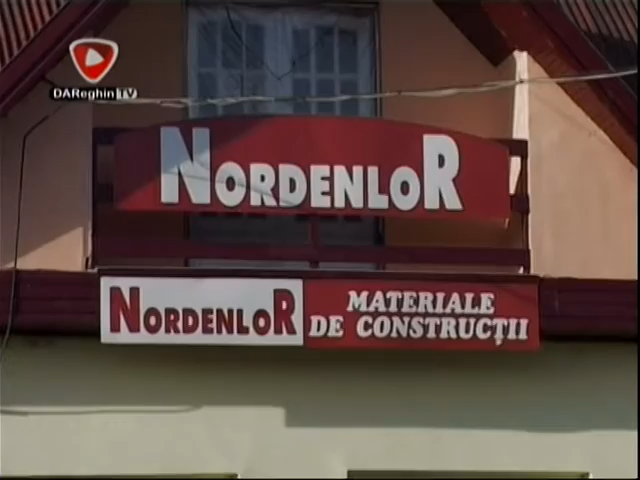 DAReghin TV
NORDENLOR
NORDENLOR
MATERIALE
DE CONSTRUCȚII